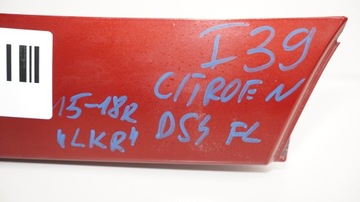 I39
CITROEN
15-18R DS4 FL
"LKR"